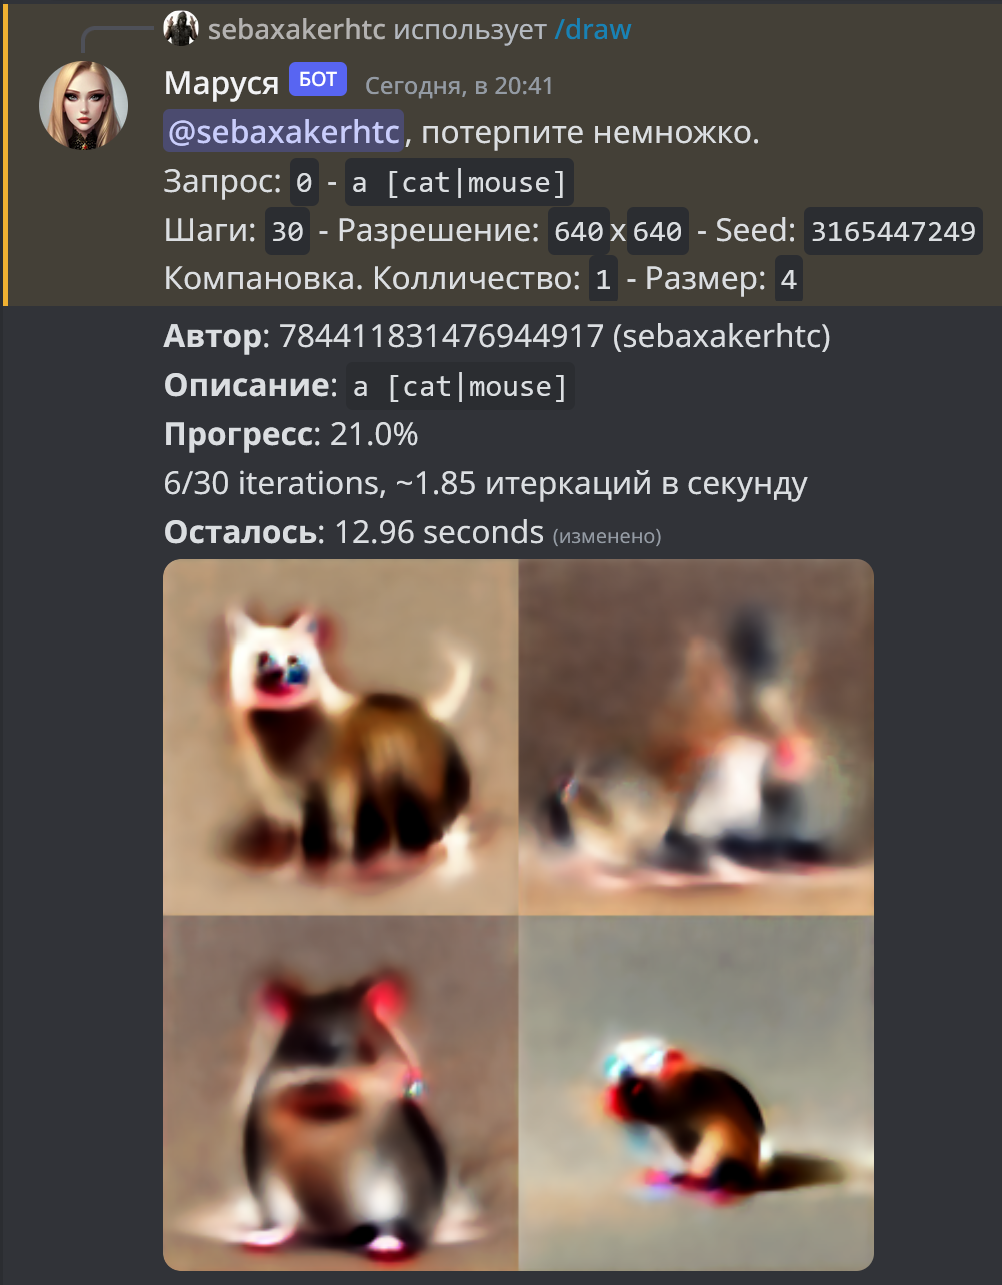 sebaxakerhtc использует /draw
Маруся БОТ Сегодня, в 20:41
@sebaxakerhtc, потерпите немножко.
Запрос: 0 - a [cat|mouse]
Шаги: 30 - Разрешение: 640x640 - Seed: 3165447249
Компановка. Колличество: 1 - Размер: 4
Автор: 784411831476944917 (sebaxakerhtc)
Описание: a [cat|mouse]
Прогресс: 21.0%
6/30 iterations, ~1.85 итеркаций в секунду
Осталось: 12.96 seconds (изменено)